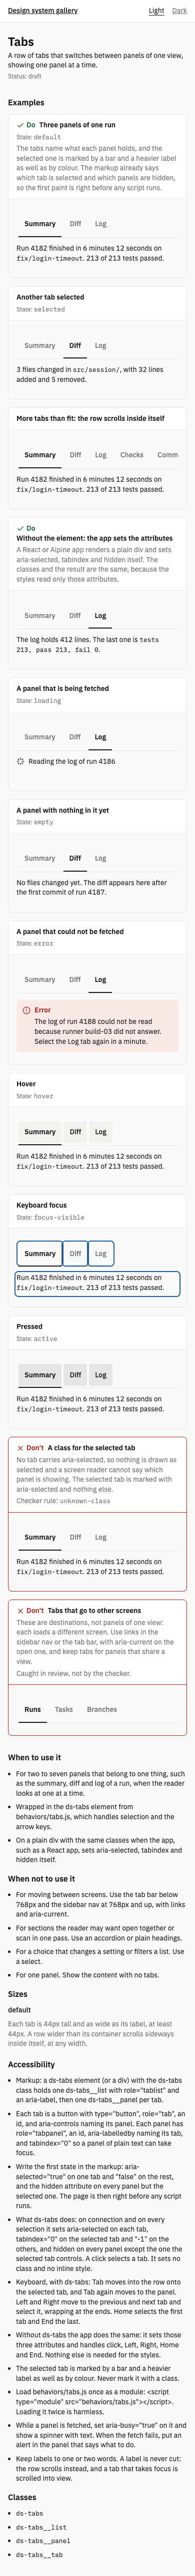 Design system gallery
Light
Dark
Tabs
A row of tabs that switches between panels of one view,
showing one panel at a time.
Status: draft
Examples
Do Three panels of one run
State: default
The tabs name what each panel holds, and the
selected one is marked by a bar and a heavier label
as well as by colour. The markup already says
which tab is selected and which panels are hidden,
so the first paint is right before any script runs.
Summary Diff Log
Run 4182 finished in 6 minutes 12 seconds on
fix/login-timeout. 213 of 213 tests passed.
Another tab selected
State: selected
Summary Diff Log
3 files changed in src/session/, with 32 lines
added and 5 removed.
More tabs than fit: the row scrolls inside itself
Summary Diff Log Checks Comm
Run 4182 finished in 6 minutes 12 seconds on
fix/login-timeout. 213 of 213 tests passed.
Do
Without the element: the app sets the attributes
A React or Alpine app renders a plain div and sets
aria-selected, tabindex and hidden itself. The
classes and the result are the same, because the
styles read only those attributes.
Summary Diff Log
The log holds 412 lines. The last one is tests
213, pass 213, fail 0.
A panel that is being fetched
State: loading
Summary Diff Log
Reading the log of run 4186
A panel with nothing in it yet
State: empty
Summary Diff Log
No files changed yet. The diff appears here after
the first commit of run 4187.
A panel that could not be fetched
State: error
Summary Diff Log
Error
The log of run 4188 could not be read
because runner build-03 did not answer.
Select the Log tab again in a minute.
Hover
State: hover
Summary Diff Log
Run 4182 finished in 6 minutes 12 seconds on
fix/login-timeout. 213 of 213 tests passed.
Keyboard focus
State: focus-visible
Summary Diff Log
Run 4182 finished in 6 minutes 12 seconds on
fix/login-timeout. 213 of 213 tests passed.
Pressed
State: active
Summary Diff Log
Run 4182 finished in 6 minutes 12 seconds on
fix/login-timeout. 213 of 213 tests passed.
Don't A class for the selected tab
No tab carries aria-selected, so nothing is drawn as
selected and a screen reader cannot say which
panel is showing. The selected tab is marked with
aria-selected and nothing else.
Checker rule: unknown-class
Summary Diff Log
Run 4182 finished in 6 minutes 12 seconds on
fix/login-timeout. 213 of 213 tests passed.
Don't Tabs that go to other screens
These are destinations, not panels of one view:
each loads a different screen. Use links in the
sidebar nav or the tab bar, with aria-current on the
open one, and keep tabs for panels that share a
view.
Caught in review, not by the checker.
Runs Tasks Branches
When to use it
For two to seven panels that belong to one thing, such
as the summary, diff and log of a run, when the reader
looks at one at a time.
Wrapped in the ds-tabs element from
behaviors/tabs.js, which handles selection and the
arrow keys.
On a plain div with the same classes when the app,
such as a React app, sets aria-selected, tabindex and
hidden itself.
When not to use it
For moving between screens. Use the tab bar below
768px and the sidebar nav at 768px and up, with links
and aria-current.
For sections the reader may want open together or
scan in one pass. Use an accordion or plain headings.
For a choice that changes a setting or filters a list. Use
a select.
For one panel. Show the content with no tabs.
Sizes
default
Each tab is 44px tall and as wide as its label, at least
44px. A row wider than its container scrolls sideways
inside itself, at any width.
Accessibility
Markup: a ds-tabs element (or a div) with the ds-tabs
class holds one ds-tabs__list with role="tablist" and
an aria-label, then one ds-tabs__panel per tab.
Each tab is a button with type="button", role="tab", an
id, and aria-controls naming its panel. Each panel has
role="tabpanel", an id, aria-labelledby naming its tab,
and tabindex="0" so a panel of plain text can take
focus.
Write the first state in the markup: aria-
selected="true" on one tab and "false" on the rest,
and the hidden attribute on every panel but the
selected one. The page is then right before any script
runs.
What ds-tabs does: on connection and on every
selection it sets aria-selected on each tab,
tabindex="0" on the selected tab and "-1" on the
others, and hidden on every panel except the one the
selected tab controls. A click selects a tab. It sets no
class and no inline style.
Keyboard, with ds-tabs: Tab moves into the row onto
the selected tab, and Tab again moves to the panel.
Left and Right move to the previous and next tab and
select it, wrapping at the ends. Home selects the first
tab and End the last.
Without ds-tabs the app does the same: it sets those
three attributes and handles click, Left, Right, Home
and End. Nothing else is needed for the styles.
The selected tab is marked by a bar and a heavier
label as well as by colour. Never mark it with a class.
Load behaviors/tabs.js once as a module: <script
type="module" src="behaviors/tabs.js"></script>.
Loading it twice is harmless.
While a panel is fetched, set aria-busy="true" on it and
show a spinner with text. When the fetch fails, put an
alert in the panel that says what to do.
Keep labels to one or two words. A label is never cut:
the row scrolls instead, and a tab that takes focus is
scrolled into view.
Classes
ds-tabs
ds-tabs__list
ds-tabs__panel
ds-tabs__tab